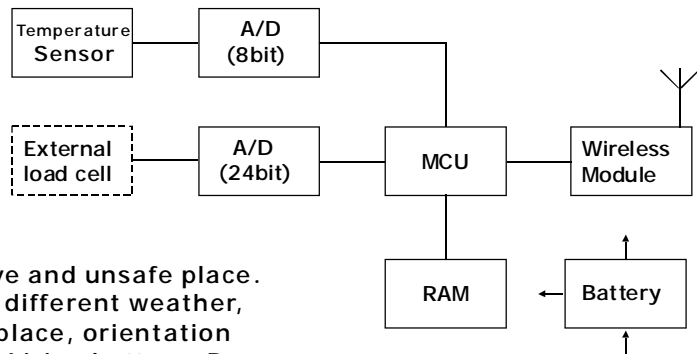 Temperature
Sensor
A/D
(8bit)
External
load cell
A/D
(24bit)
MCU
Wireless
Module
RAM
Battery
ve and unsafe place.
different weather,
place, orientation